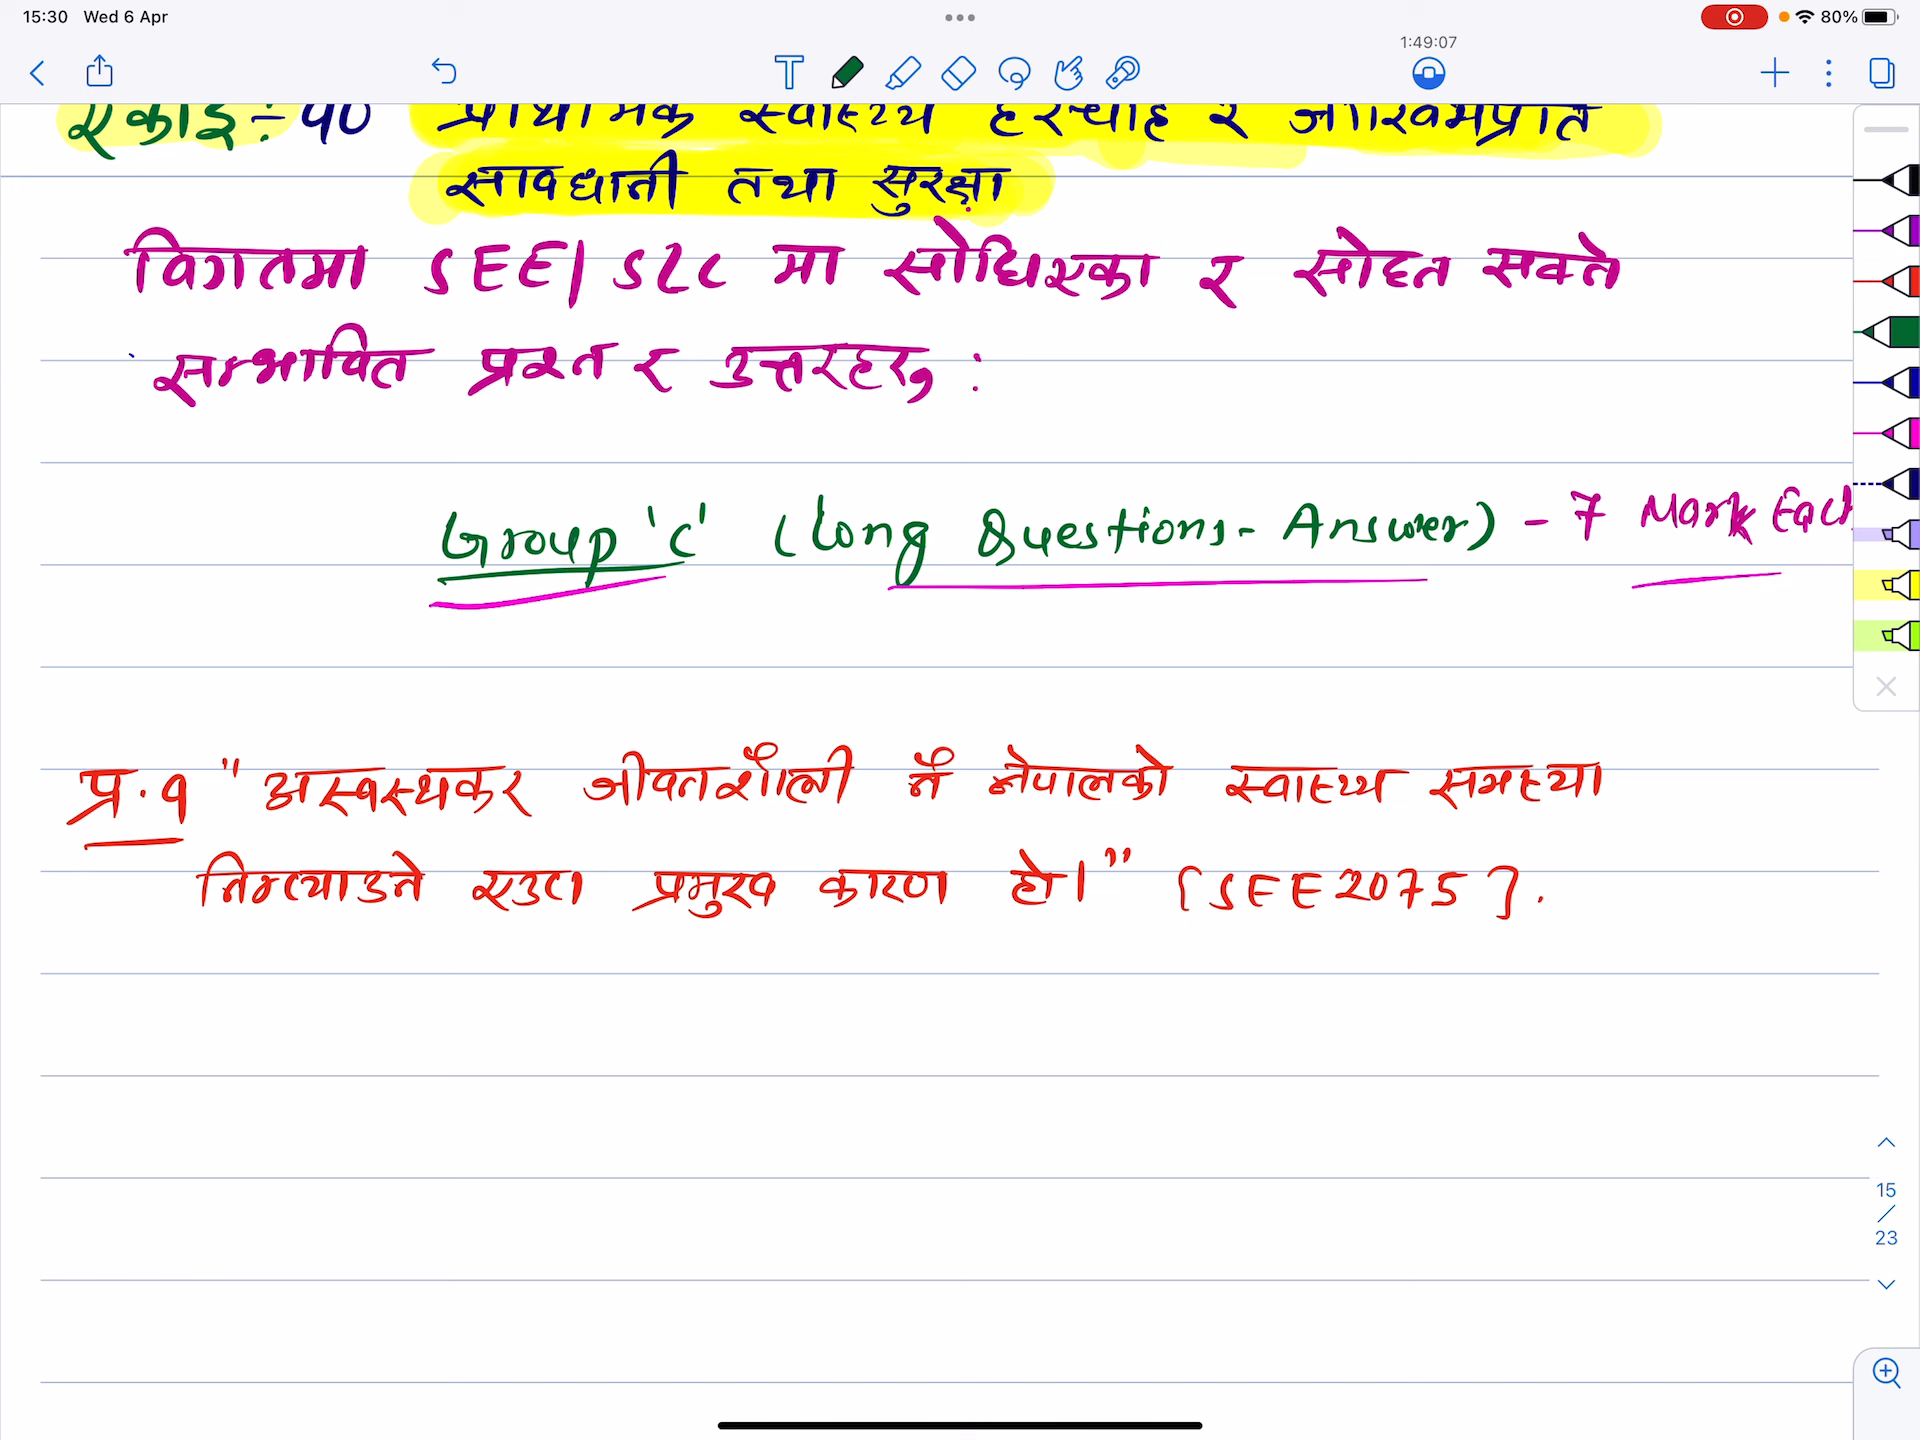 15:30 Wed 6 Apr
80%
1:49:07
एकाई:- १० प्राथमिक स्वास्थ्य हेरचाह र जोखिमप्रति
सावधानी तथा सुरक्षा
विगतमा SEE/SLC मा सोधिएका र सोध्न सक्ने
सम्भावित प्रश्न र उत्तरहरु :
Group 'C' (Long Questions - Answer) - 7 Mark Each
प्र.१ "अस्वस्थकर जीवनशैली नै नेपालको स्वास्थ्य समस्या
निम्त्याउने एउटा प्रमुख कारण हो।" [SEE 2075].
15
/
23